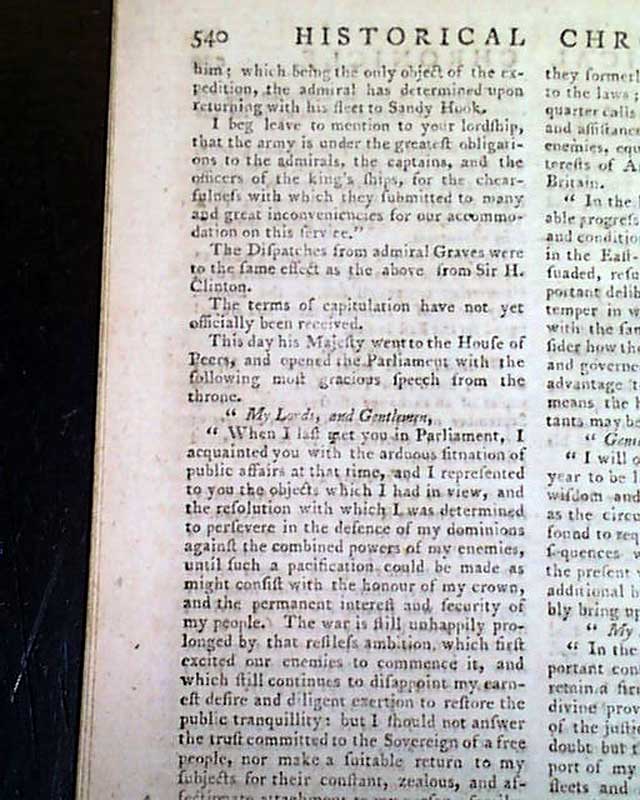 540 HISTORICAL CHR
him; which being the only object of the ex-
pedition, the admiral has determined upon
returning with his fleet to Sandy Hook.
I beg leave to mention to your lordship,
that the army is under the greatest obligati-
ons to the admirals, the captains, and the
officers of the king's ſhips, for the chear-
fulneſs with which they ſubmitted to many
and great inconveniencies for our accommo-
dation on this ſervice.”
The Diſpatches from admiral Graves were
to the ſame effect as the above from Sir H.
Clinton.
The terms of capitulation have not yet
officially been received.
This day his Majeſty went to the Houſe of
Peers, and opened the Parliament with the
following moſt gracious ſpeech from the
throne.
“ My Lords, and Gentlemen,
“ When I laſt met you in Parliament, I
acquainted you with the arduous ſituation of
public affairs at that time, and I repreſented
to you the objects which I had in view, and
the reſolution with which I was determined
to perſevere in the defence of my dominions
againſt the combined powers of my enemies,
until ſuch a pacification could be made as
might conſiſt with the honour of my crown,
and the permanent intereſt and ſecurity of
my people. The war is ſtill unhappily pro-
longed by that reſtleſs ambition, which firſt
excited our enemies to commence it, and
which ſtill continues to diſappoint my earn-
eſt deſire and diligent exertion to reſtore the
public tranquillity: but I ſhould not anſwer
the truſt committed to the Sovereign of a free
people, nor make a ſuitable return to my
ſubjects for their conſtant, zealous, and af-
they formerl
to the laws;
quarter calls
and aſſiſtanc
enemies, equ
tereſts of A
Britain.
“ In the
able progreſs
and conditio
in the Eaſt-
ſuaded, reſu
portant delib
temper in w
with the ſam
ſider how the
and governe
advantage
means the h
tants may be
“ Gent
“ I will o
year to be l
wiſdom and
as the circu
found to req
ſ-quences w
the preſent
additional b
bly bring up
“ My
“ In the
portant con
retain a firm
divine prov
of the juſti
doubt but t
port of my
fleets and